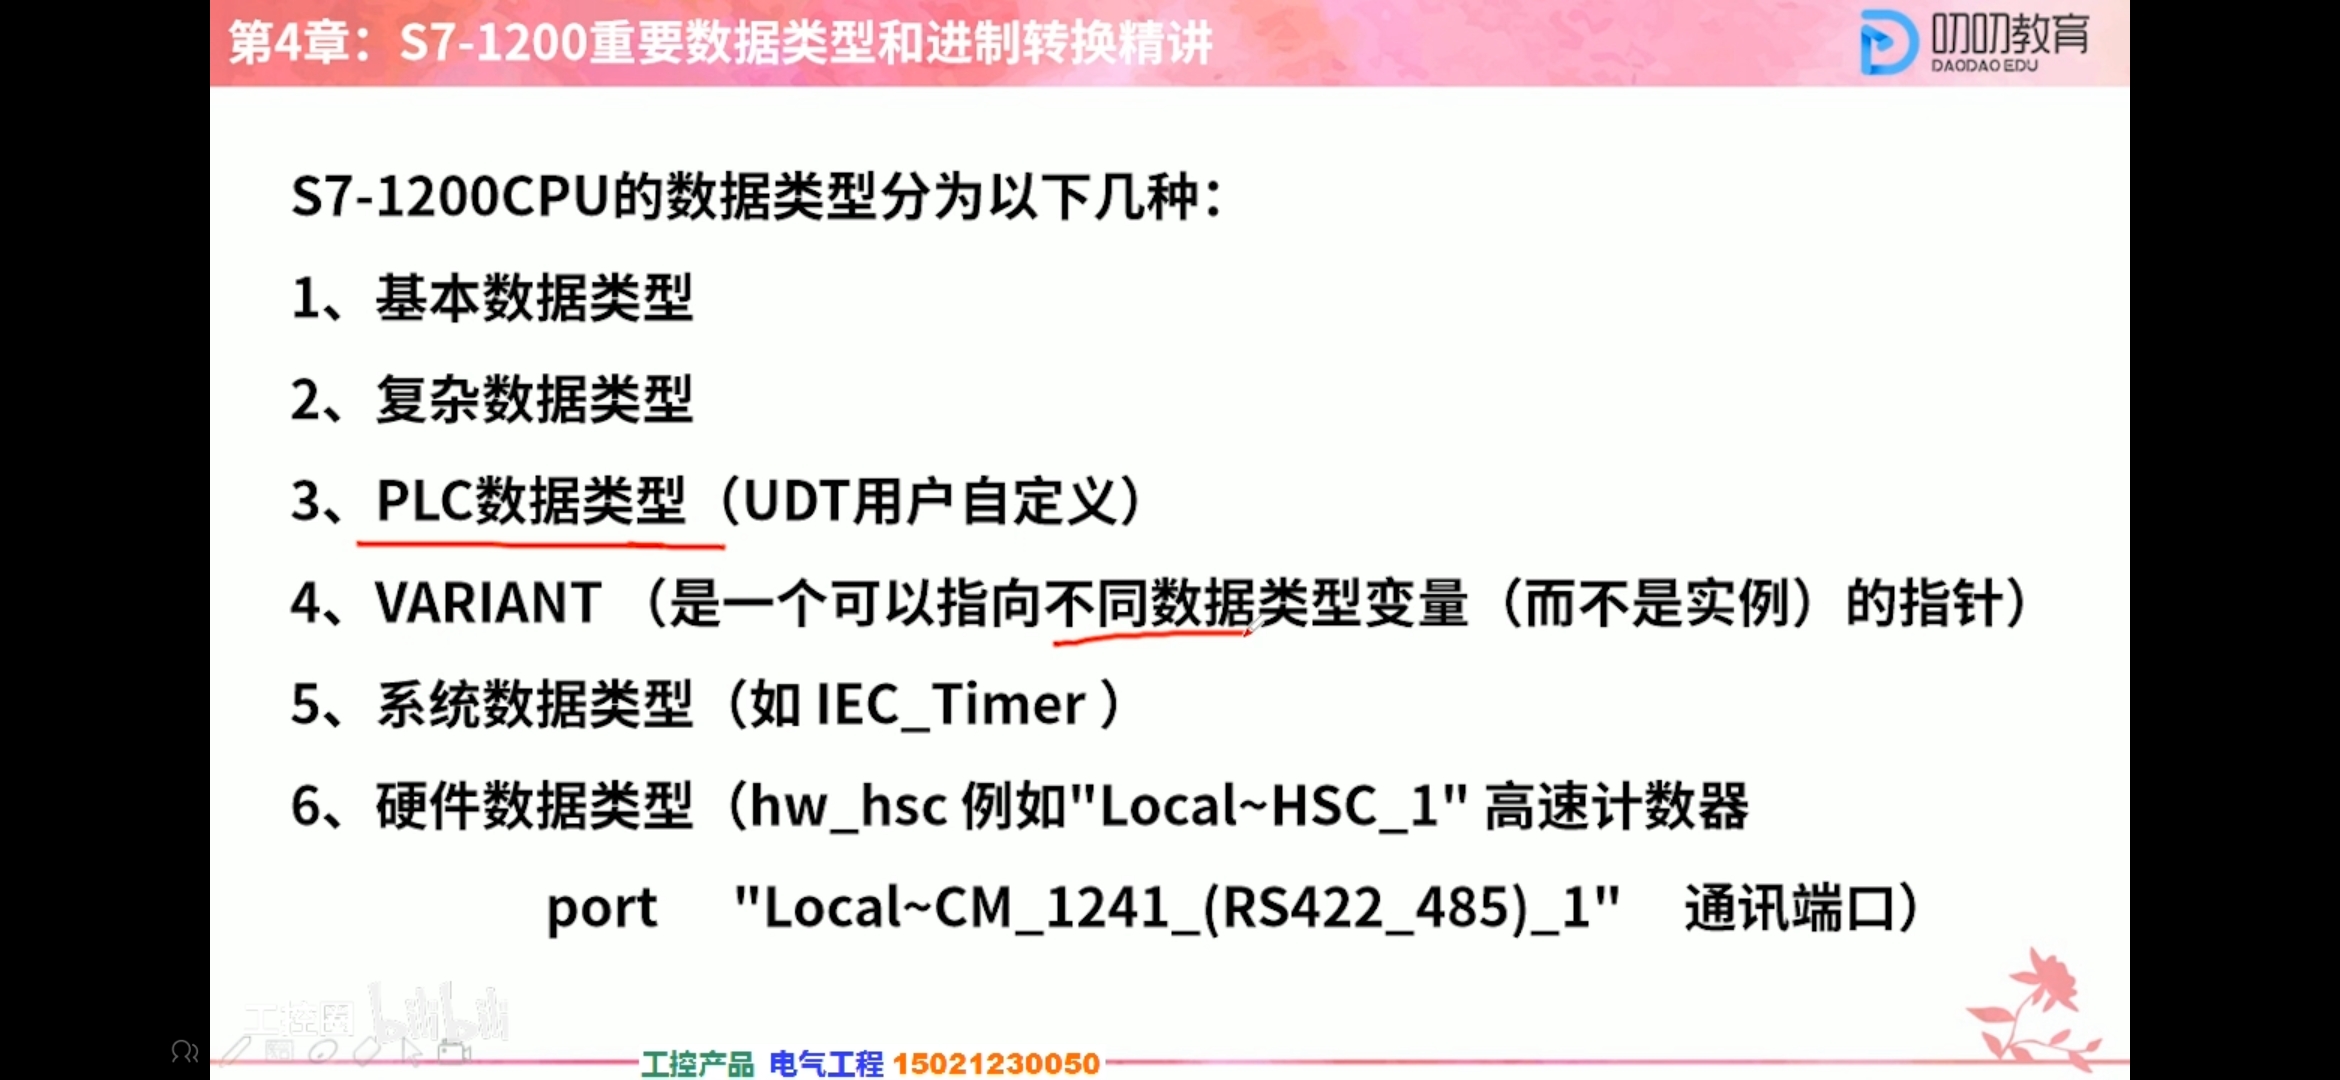 第4章：S7-1200重要数据类型和进制转换精讲
叨叨教育
DAODAO EDU
S7-1200CPU的数据类型分为以下几种：
1、基本数据类型
2、复杂数据类型
3、PLC数据类型（UDT用户自定义）
4、VARIANT （是一个可以指向不同数据类型变量（而不是实例）的指针）
5、系统数据类型（如 IEC_Timer ）
6、硬件数据类型（hw_hsc 例如"Local~HSC_1" 高速计数器
port "Local~CM_1241_(RS422_485)_1" 通讯端口）
工控圈 bilibili
工控产品 电气工程 15021230050